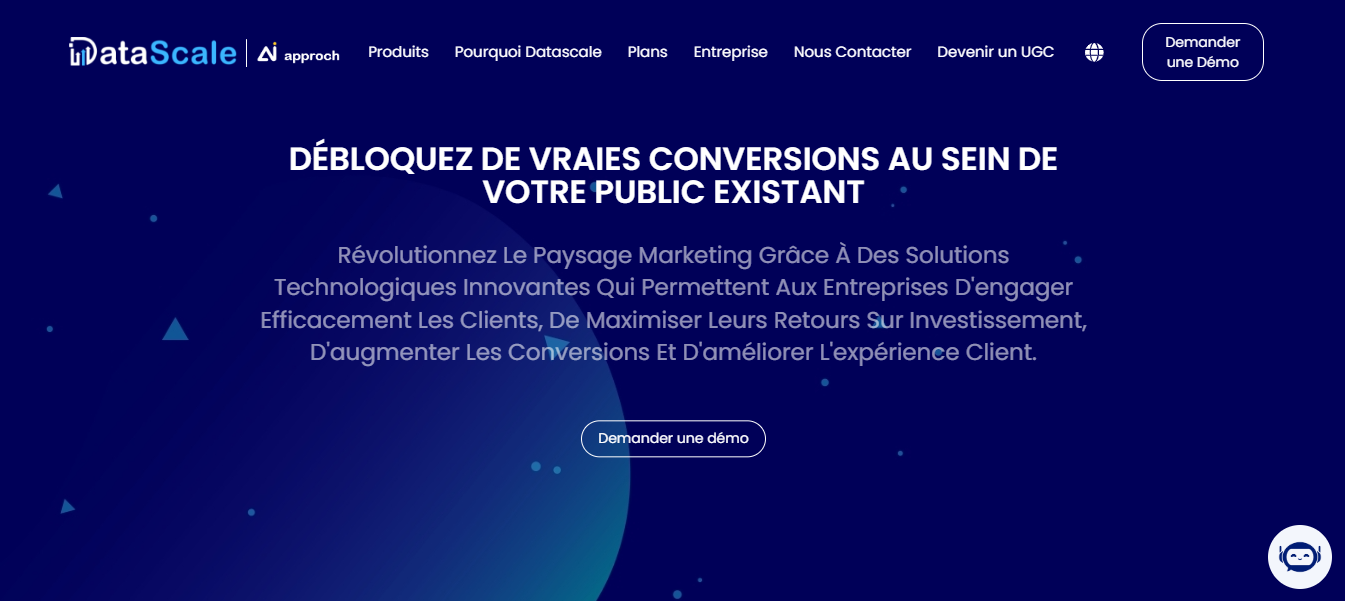 DataScale Ai approch Produits Pourquoi Datascale Plans Entreprise Nous Contacter Devenir un UGC
Demander
une Démo
DÉBLOQUEZ DE VRAIES CONVERSIONS AU SEIN DE
VOTRE PUBLIC EXISTANT
Révolutionnez Le Paysage Marketing Grâce À Des Solutions
Technologiques Innovantes Qui Permettent Aux Entreprises D'engager
Efficacement Les Clients, De Maximiser Leurs Retours Sur Investissement,
D'augmenter Les Conversions Et D'améliorer L'expérience Client.
Demander une démo